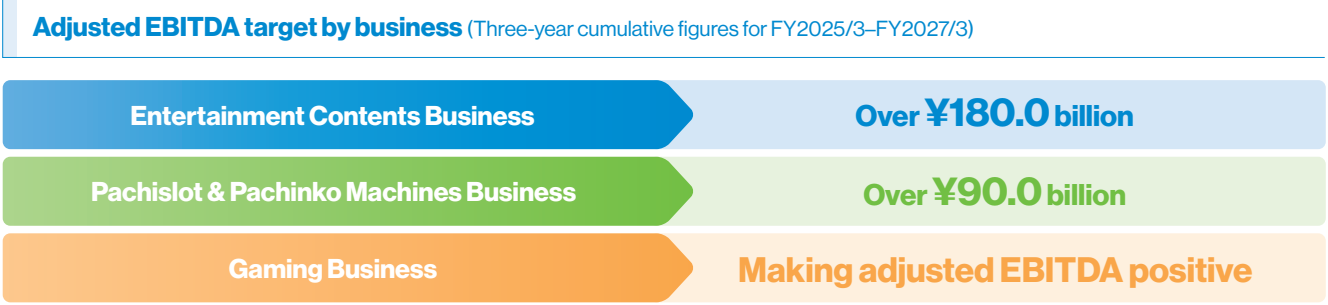 Adjusted EBITDA target by business (Three-year cumulative figures for FY2025/3–FY2027/3)
Entertainment Contents Business Over ¥180.0 billion
Pachislot & Pachinko Machines Business Over ¥90.0 billion
Gaming Business Making adjusted EBITDA positive